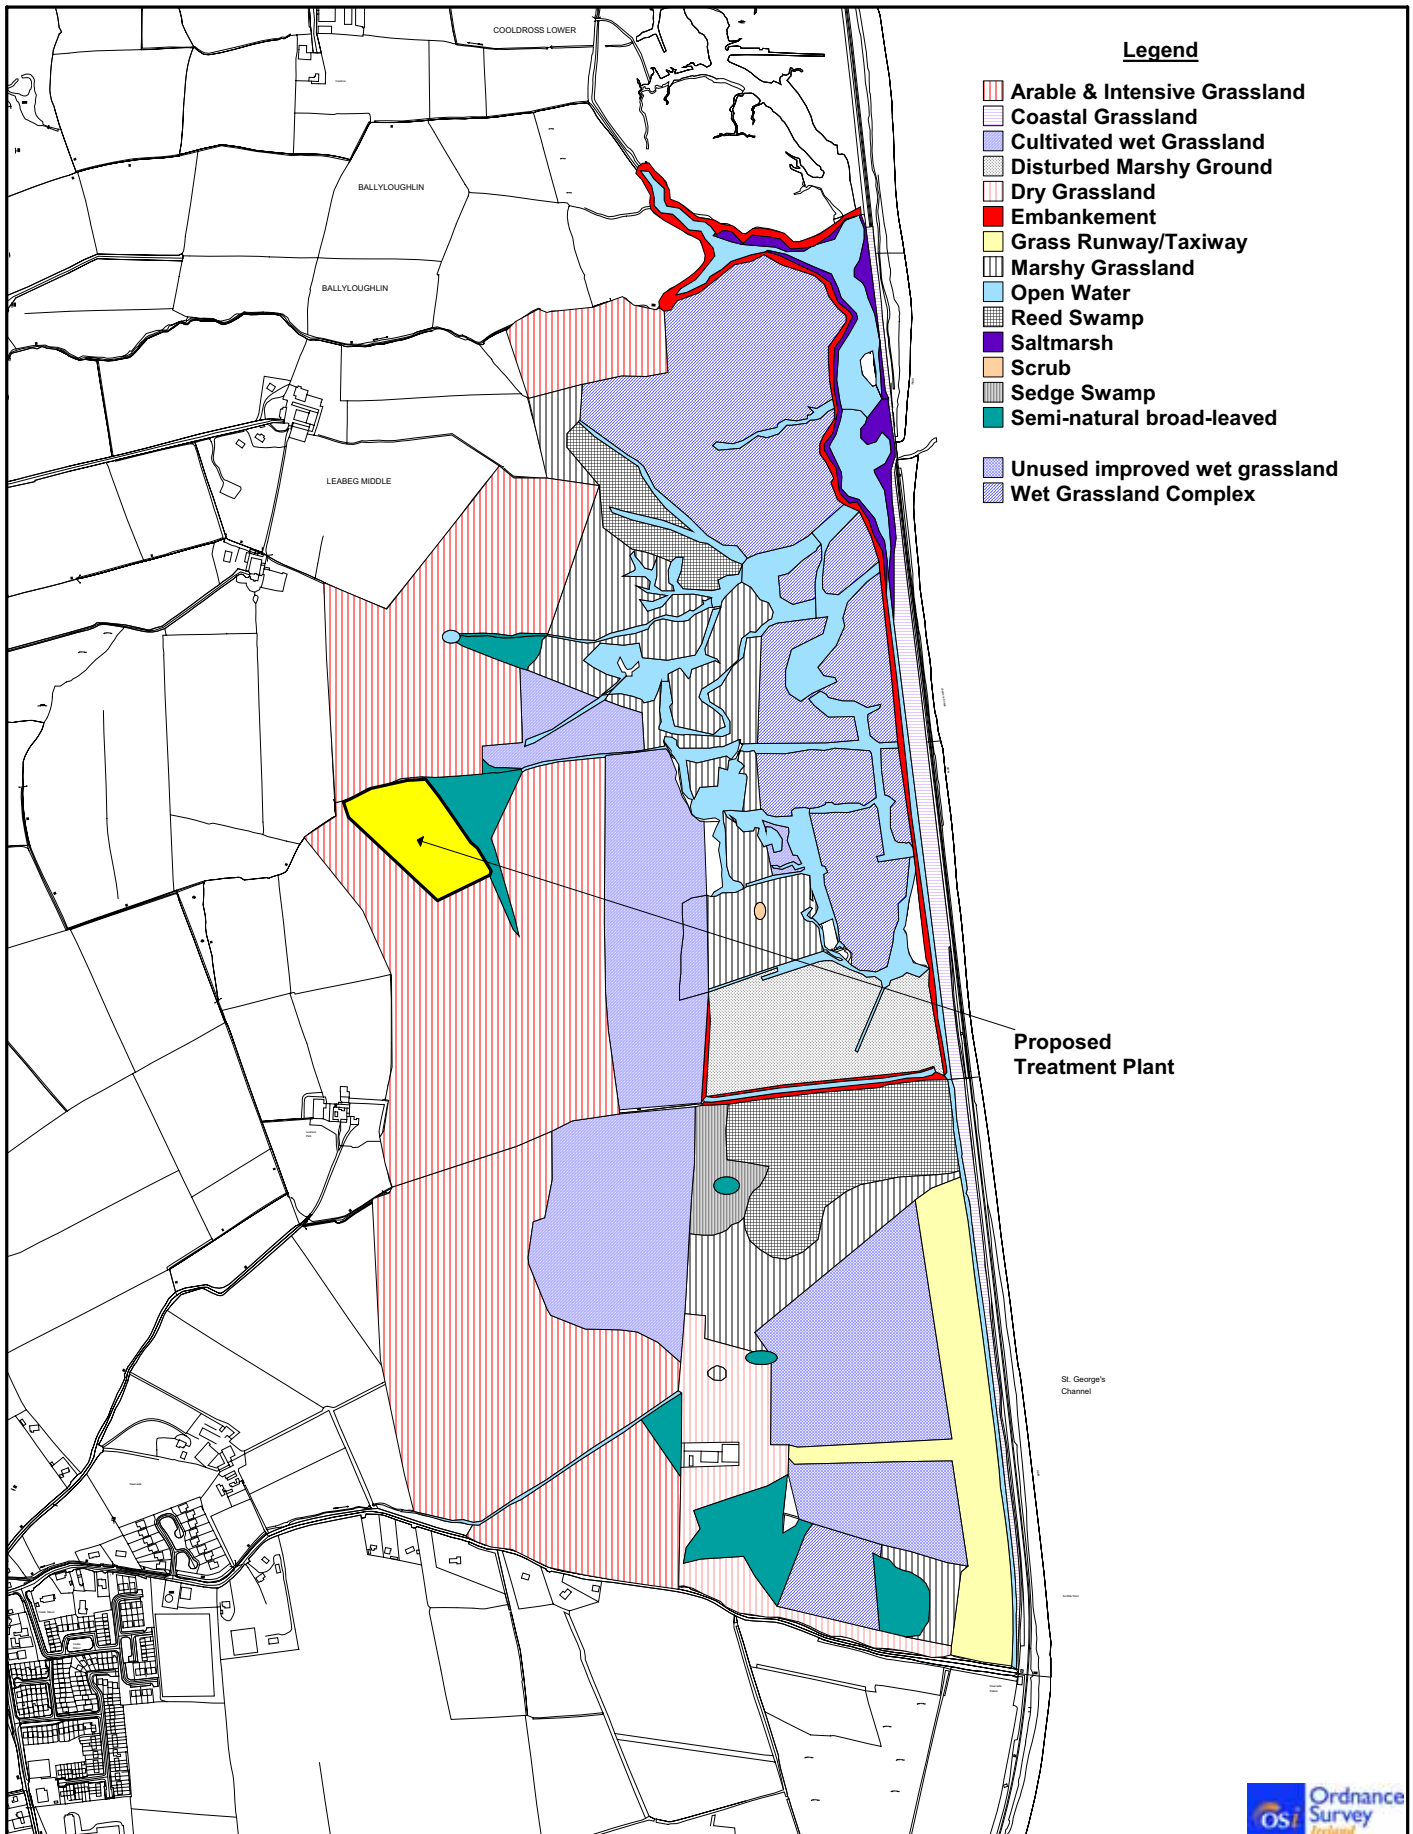 COOLDROSS LOWER
Legend
Arable & Intensive Grassland
Coastal Grassland
Cultivated wet Grassland
Disturbed Marshy Ground
Dry Grassland
Embankement
Grass Runway/Taxiway
Marshy Grassland
Open Water
Reed Swamp
Saltmarsh
Scrub
Sedge Swamp
Semi-natural broad-leaved
Unused improved wet grassland
Wet Grassland Complex
BALLYLOUGHLIN
BALLYLOUGHLIN
LEABEG MIDDLE
Proposed
Treatment Plant
St. George's
Channel
osi
Ordnance
Survey
Ireland